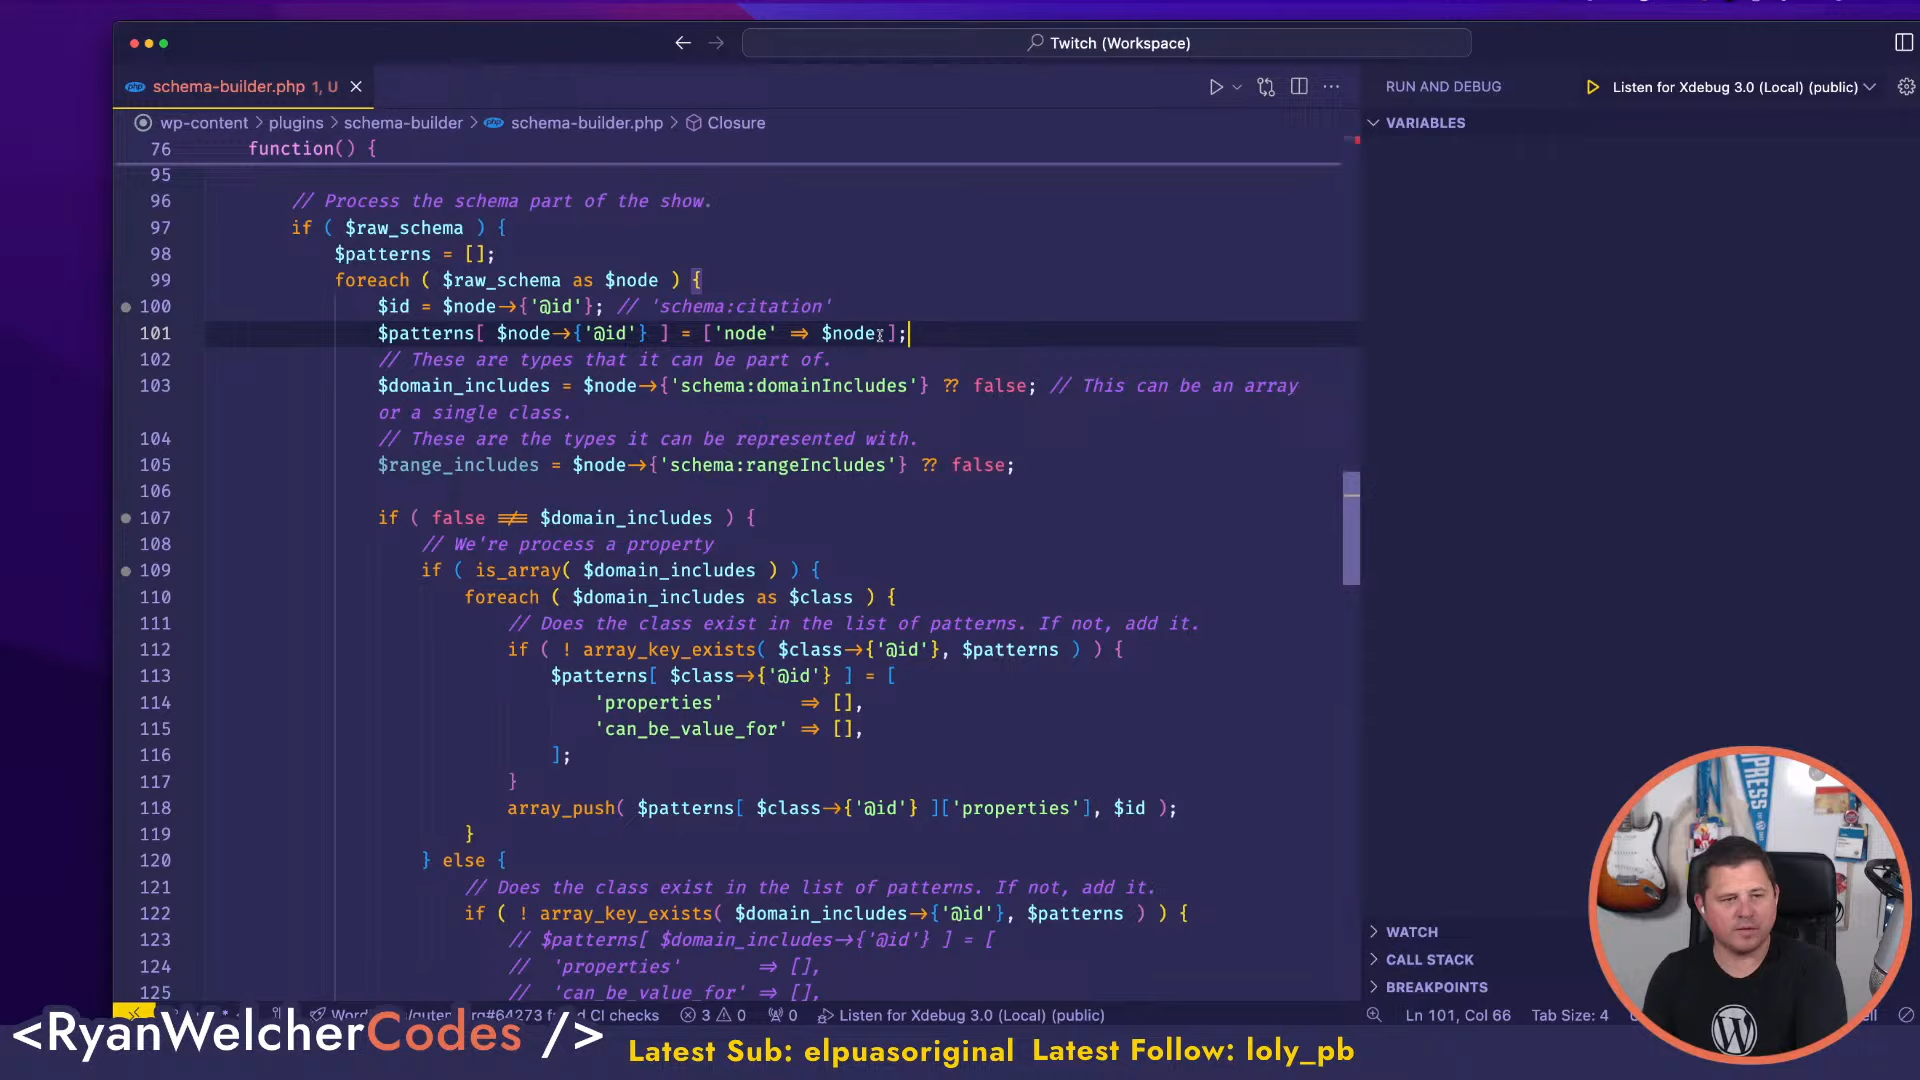 Twitch (Workspace)
schema-builder.php 1, U
RUN AND DEBUG
Listen for Xdebug 3.0 (Local) (public)
wp-content > plugins > schema-builder > schema-builder.php > Closure
VARIABLES
76 function() {
95
96 // Process the schema part of the show.
97 if ( $raw_schema ) {
98 $patterns = [];
99 foreach ( $raw_schema as $node ) {
100 $id = $node->{'@id'}; // 'schema:citation'
101 $patterns[ $node->{'@id'} ] = ['node' => $node ];
102 // These are types that it can be part of.
103 $domain_includes = $node->{'schema:domainIncludes'} ?? false; // This can be an array
or a single class.
104 // These are the types it can be represented with.
105 $range_includes = $node->{'schema:rangeIncludes'} ?? false;
106
107 if ( false !== $domain_includes ) {
108 // We're process a property
109 if ( is_array( $domain_includes ) ) {
110 foreach ( $domain_includes as $class ) {
111 // Does the class exist in the list of patterns. If not, add it.
112 if ( ! array_key_exists( $class->{'@id'}, $patterns ) ) {
113 $patterns[ $class->{'@id'} ] = [
114 'properties' => [],
115 'can_be_value_for' => [],
116 ];
117 }
118 array_push( $patterns[ $class->{'@id'} ]['properties'], $id );
119 }
120 } else {
121 // Does the class exist in the list of patterns. If not, add it.
122 if ( ! array_key_exists( $domain_includes->{'@id'}, $patterns ) ) {
123 // $patterns[ $domain_includes->{'@id'} ] = [
124 // 'properties' => [],
125 // 'can_be_value_for' => [],
WATCH
CALL STACK
BREAKPOINTS
#64273
CI checks
3 0
0
Listen for Xdebug 3.0 (Local) (public)
Ln 101, Col 66
Tab Size: 4
<RyanWelcherCodes />
Latest Sub: elpuasoriginal
Latest Follow: loly_pb